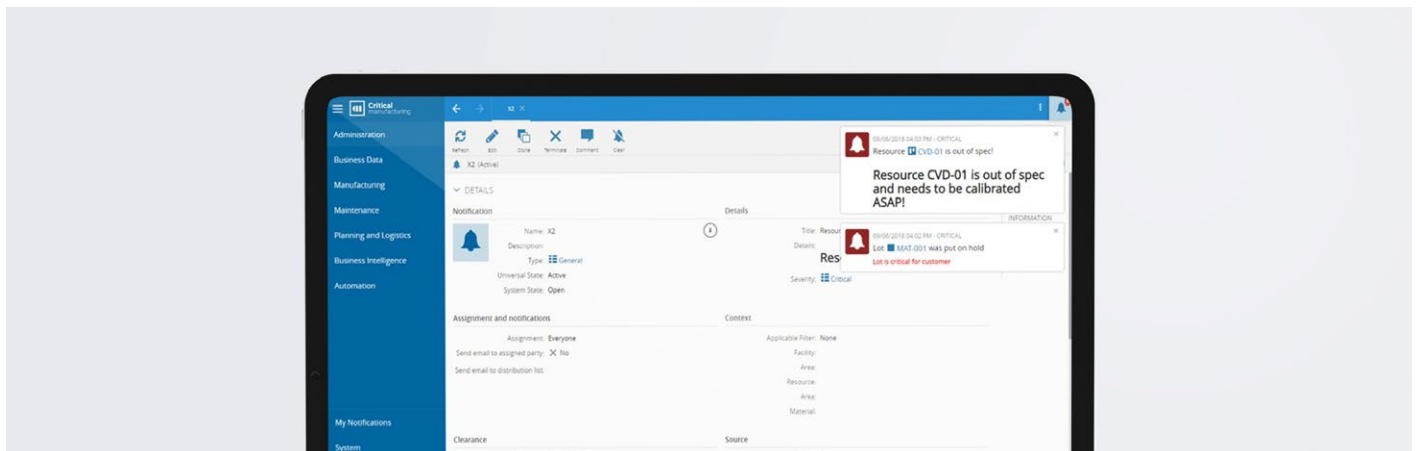 Critical
manufacturing
X2
Administration
Business Data
Manufacturing
Maintenance
Planning and Logistics
Business Intelligence
Automation
My Notifications
System
Refresh
Edit
Clone
Terminate
Comment
Clear
X2 (Active)
DETAILS
Notification
Name: X2
Description:
Type: General
Universal State: Active
System State: Open
Details
Title: Resour
Details:
Res
Severity: Critical
INFORMATION
Assignment and notifications
Assignment: Everyone
Send email to assigned party: No
Send email to distribution list:
Context
Applicable Filter: None
Facility:
Area:
Resource:
Area:
Material:
Clearance
Source
09/06/2018 04:03 PM - CRITICAL
Resource CVD-01 is out of spec!
Resource CVD-01 is out of spec
and needs to be calibrated
ASAP!
09/06/2018 04:02 PM - CRITICAL
Lot MAT-001 was put on hold
Lot is critical for customer